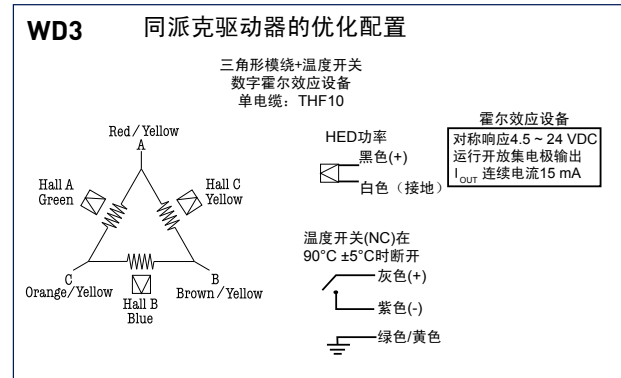 WD3
同派克驱动器的优化配置
三角形模绕+温度开关
数字霍尔效应设备
单电缆：THF10
Red/Yellow
A
Hall A
Green
Hall C
Yellow
C
Orange/Yellow
Hall B
Blue
B
Brown/Yellow
HED功率
黑色(+)
白色（接地）
霍尔效应设备
对称响应4.5 ~ 24 VDC
运行开放集电极输出
IOUT 连续电流15 mA
温度开关(NC)在
90°C ±5°C时断开
灰色(+)
紫色(-)
绿色/黄色